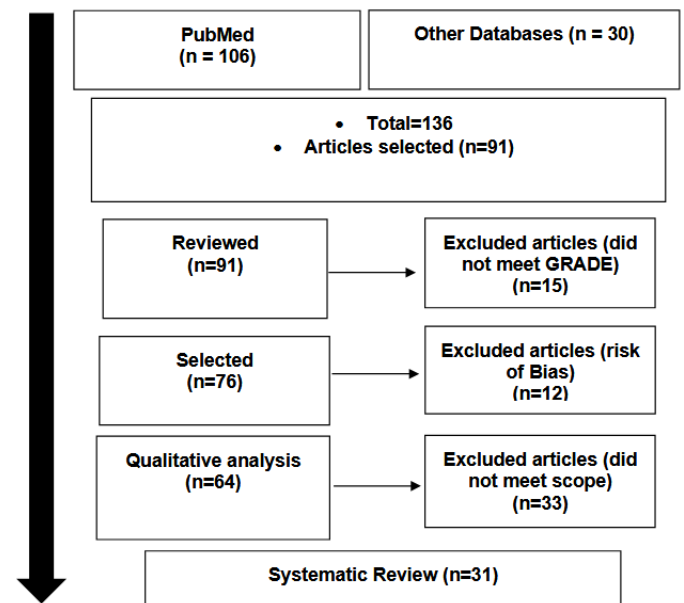 PubMed
(n = 106)
Other Databases (n = 30)
• Total=136
• Articles selected (n=91)
Reviewed
(n=91)
Excluded articles (did
not meet GRADE)
(n=15)
Selected
(n=76)
Excluded articles (risk
of Bias)
(n=12)
Qualitative analysis
(n=64)
Excluded articles (did
not meet scope)
(n=33)
Systematic Review (n=31)